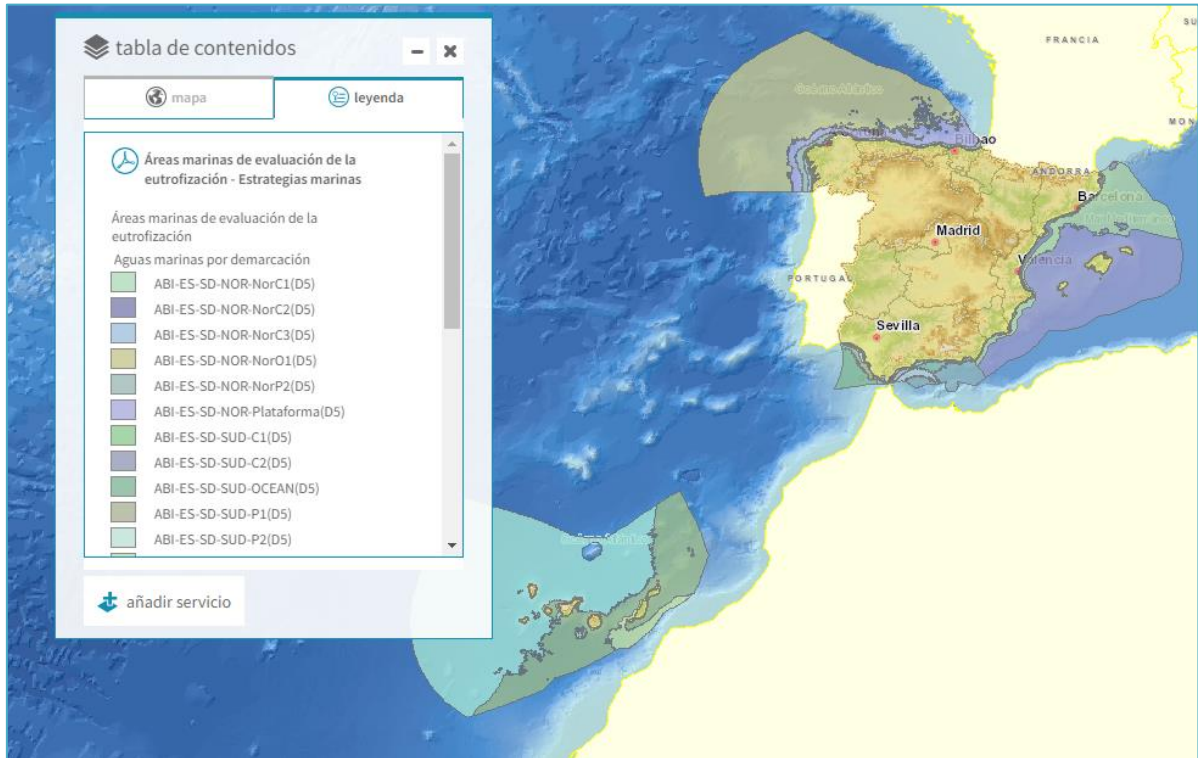 tabla de contenidos
mapa
leyenda
Áreas marinas de evaluación de la
eutrofización - Estrategias marinas
Áreas marinas de evaluación de la
eutrofización
Aguas marinas por demarcación
ABI-ES-SD-NOR-NorC1(D5)
ABI-ES-SD-NOR-NorC2(D5)
ABI-ES-SD-NOR-NorC3(D5)
ABI-ES-SD-NOR-NorO1(D5)
ABI-ES-SD-NOR-NorP2(D5)
ABI-ES-SD-NOR-Plataforma(D5)
ABI-ES-SD-SUD-C1(D5)
ABI-ES-SD-SUD-C2(D5)
ABI-ES-SD-SUD-OCEAN(D5)
ABI-ES-SD-SUD-P1(D5)
ABI-ES-SD-SUD-P2(D5)
añadir servicio
FRANCIA
Océano Atlántico
Bilbao
ANDORRA
Barcelona
Madrid
Valencia
PORTUGAL
Sevilla